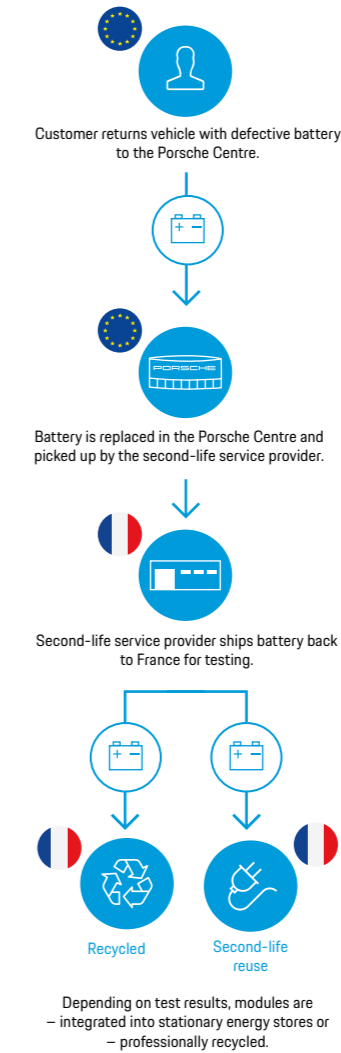 Customer returns vehicle with defective battery
to the Porsche Centre.
+ –
PORSCHE
Battery is replaced in the Porsche Centre and
picked up by the second-life service provider.
Second-life service provider ships battery back
to France for testing.
+ – + –
Recycled Second-life
reuse
Depending on test results, modules are
– integrated into stationary energy stores or
– professionally recycled.